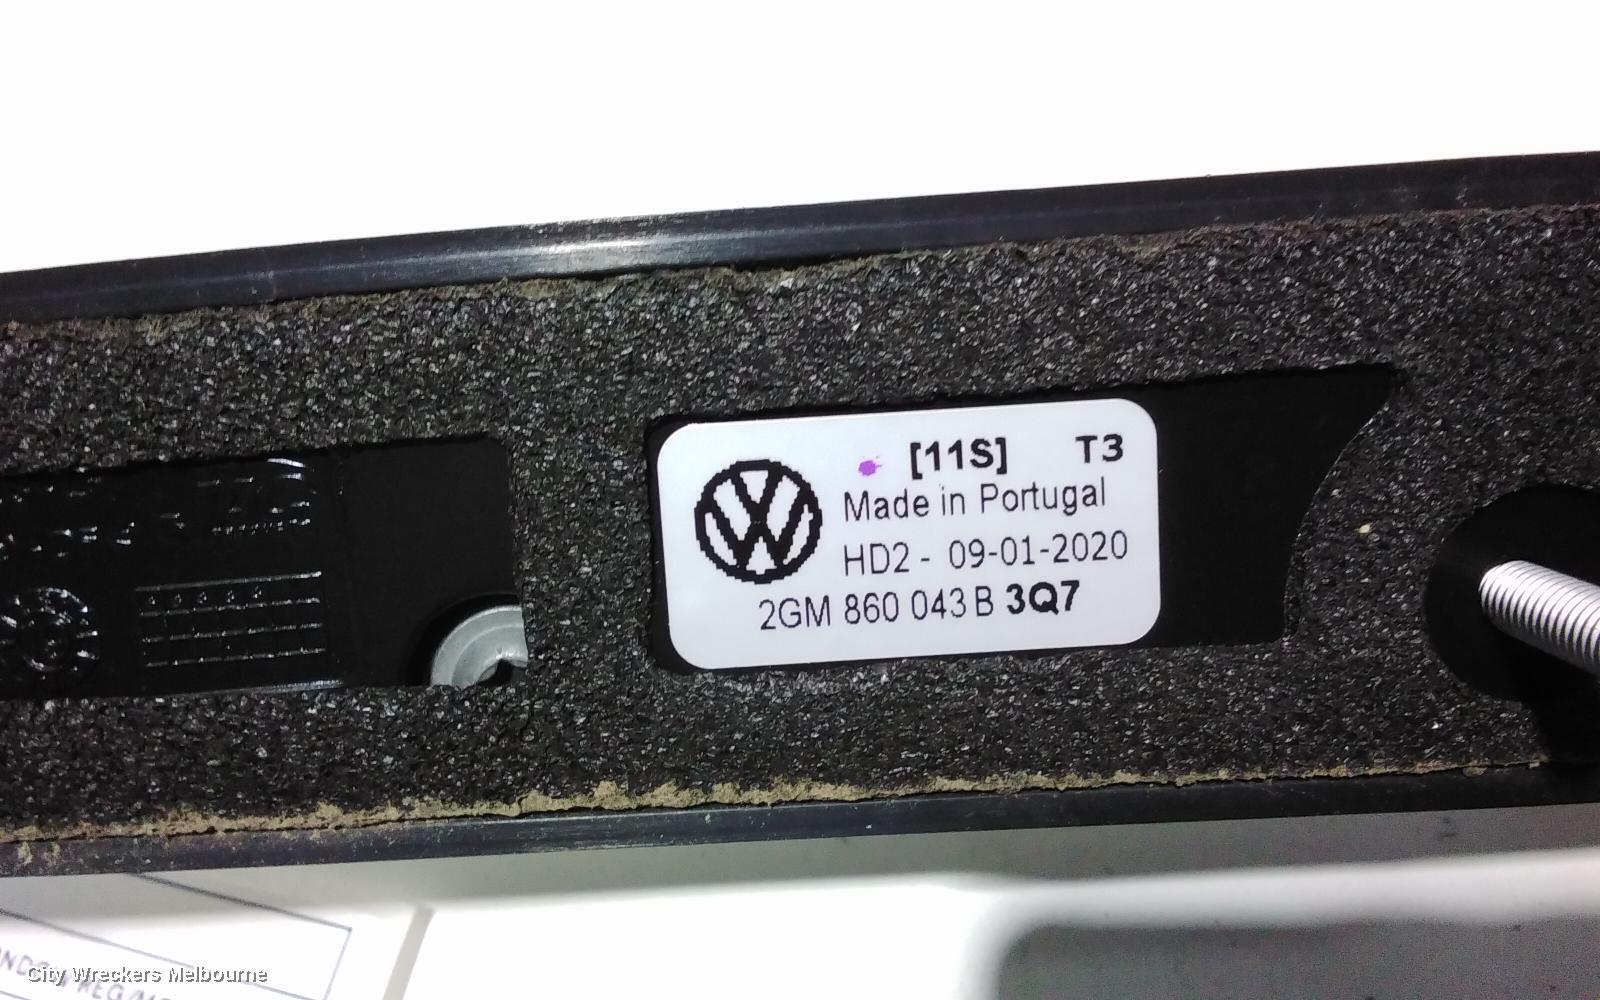 [11S] T3
Made in Portugal
HD2 - 09-01-2020
2GM 860 043 B 3Q7
City Wreckers Melbourne